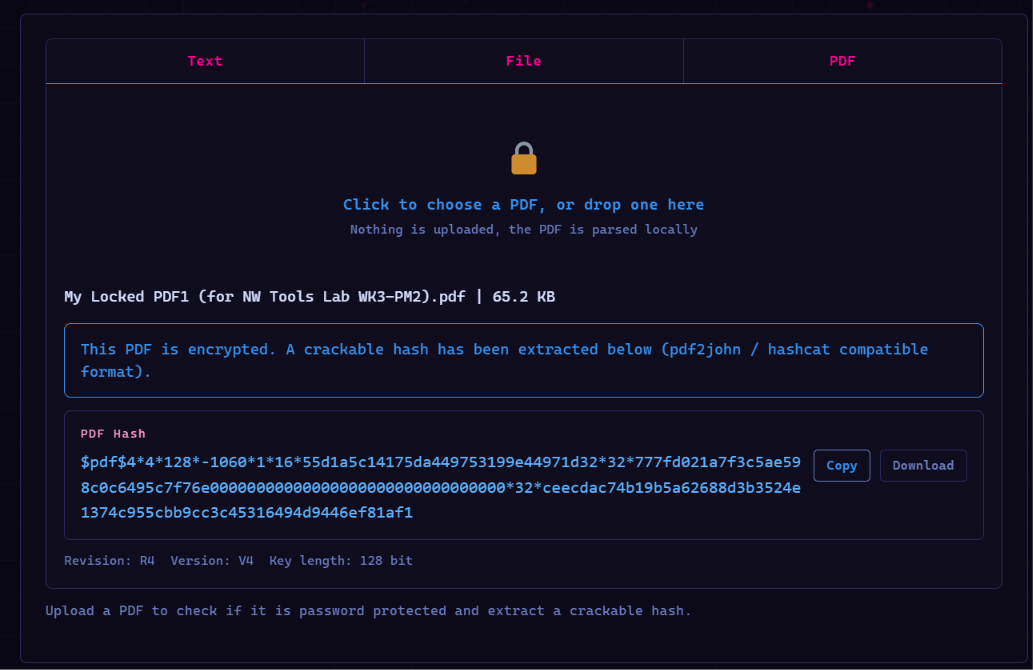 Text
File
PDF
Click to choose a PDF, or drop one here
Nothing is uploaded, the PDF is parsed locally
My Locked PDF1 (for NW Tools Lab WK3-PM2).pdf | 65.2 KB
This PDF is encrypted. A crackable hash has been extracted below (pdf2john / hashcat compatible
format).
PDF Hash
$pdf$4*4*128*-1060*1*16*55d1a5c14175da449753199e44971d32*32*777fd021a7f3c5ae59
8c0c6495c7f76e00000000000000000000000000000000*32*ceecdac74b19b5a62688d3b3524e
1374c955cbb9cc3c45316494d9446ef81af1
Copy
Download
Revision: R4 Version: V4 Key length: 128 bit
Upload a PDF to check if it is password protected and extract a crackable hash.